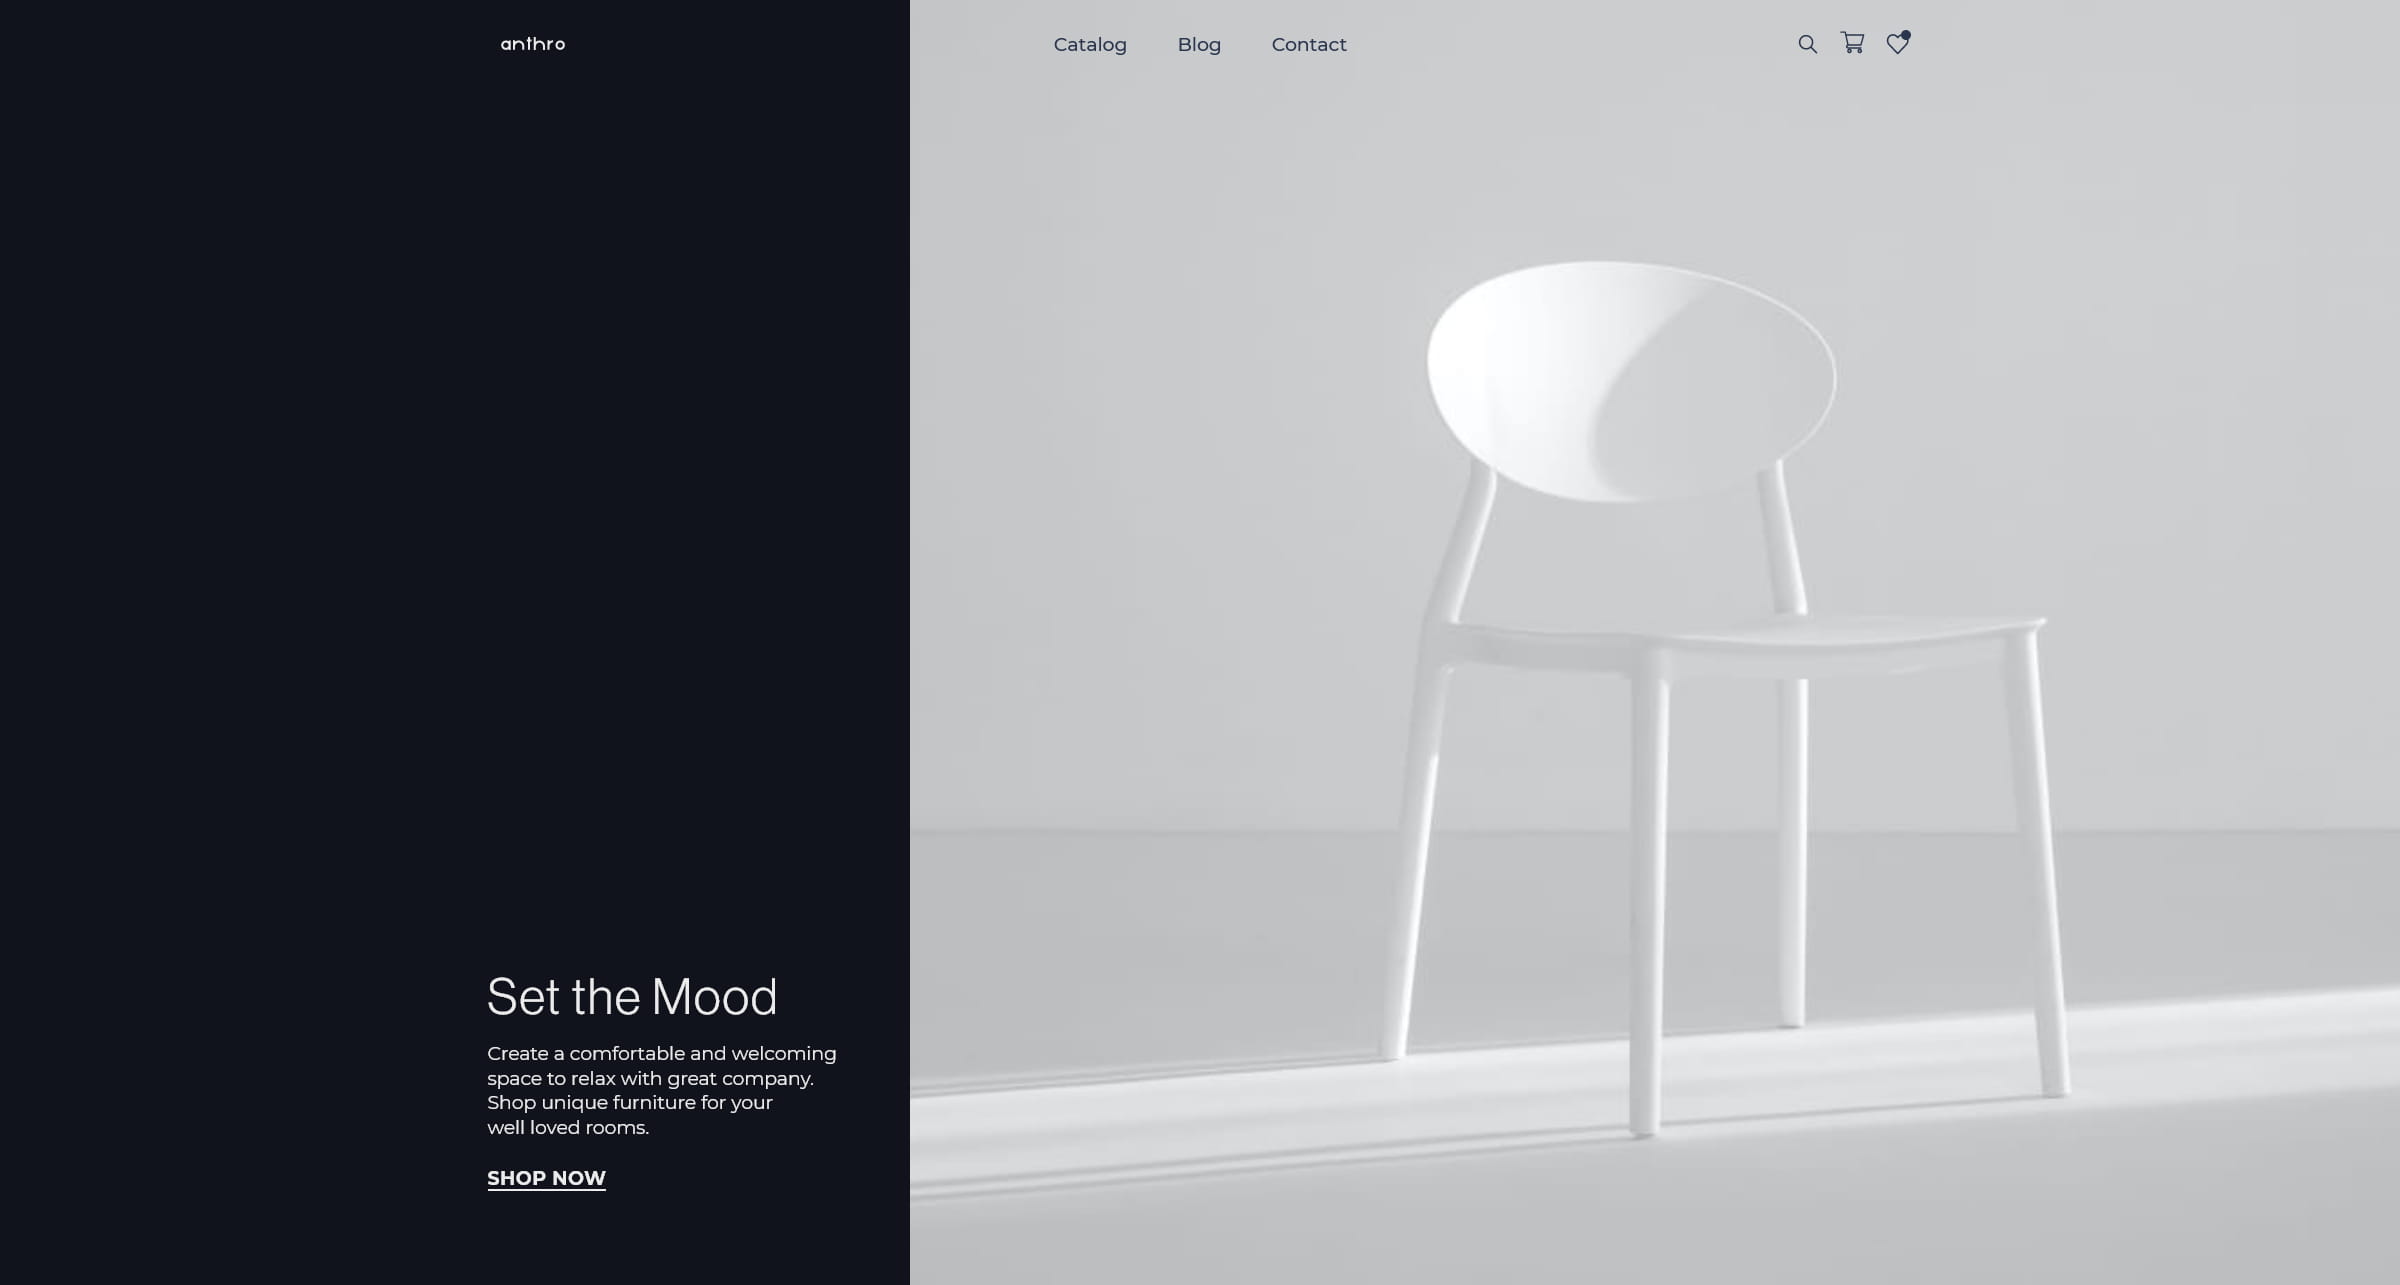 anthro
Catalog
Blog
Contact
Set the Mood
Create a comfortable and welcoming
space to relax with great company.
Shop unique furniture for your
well loved rooms.
SHOP NOW